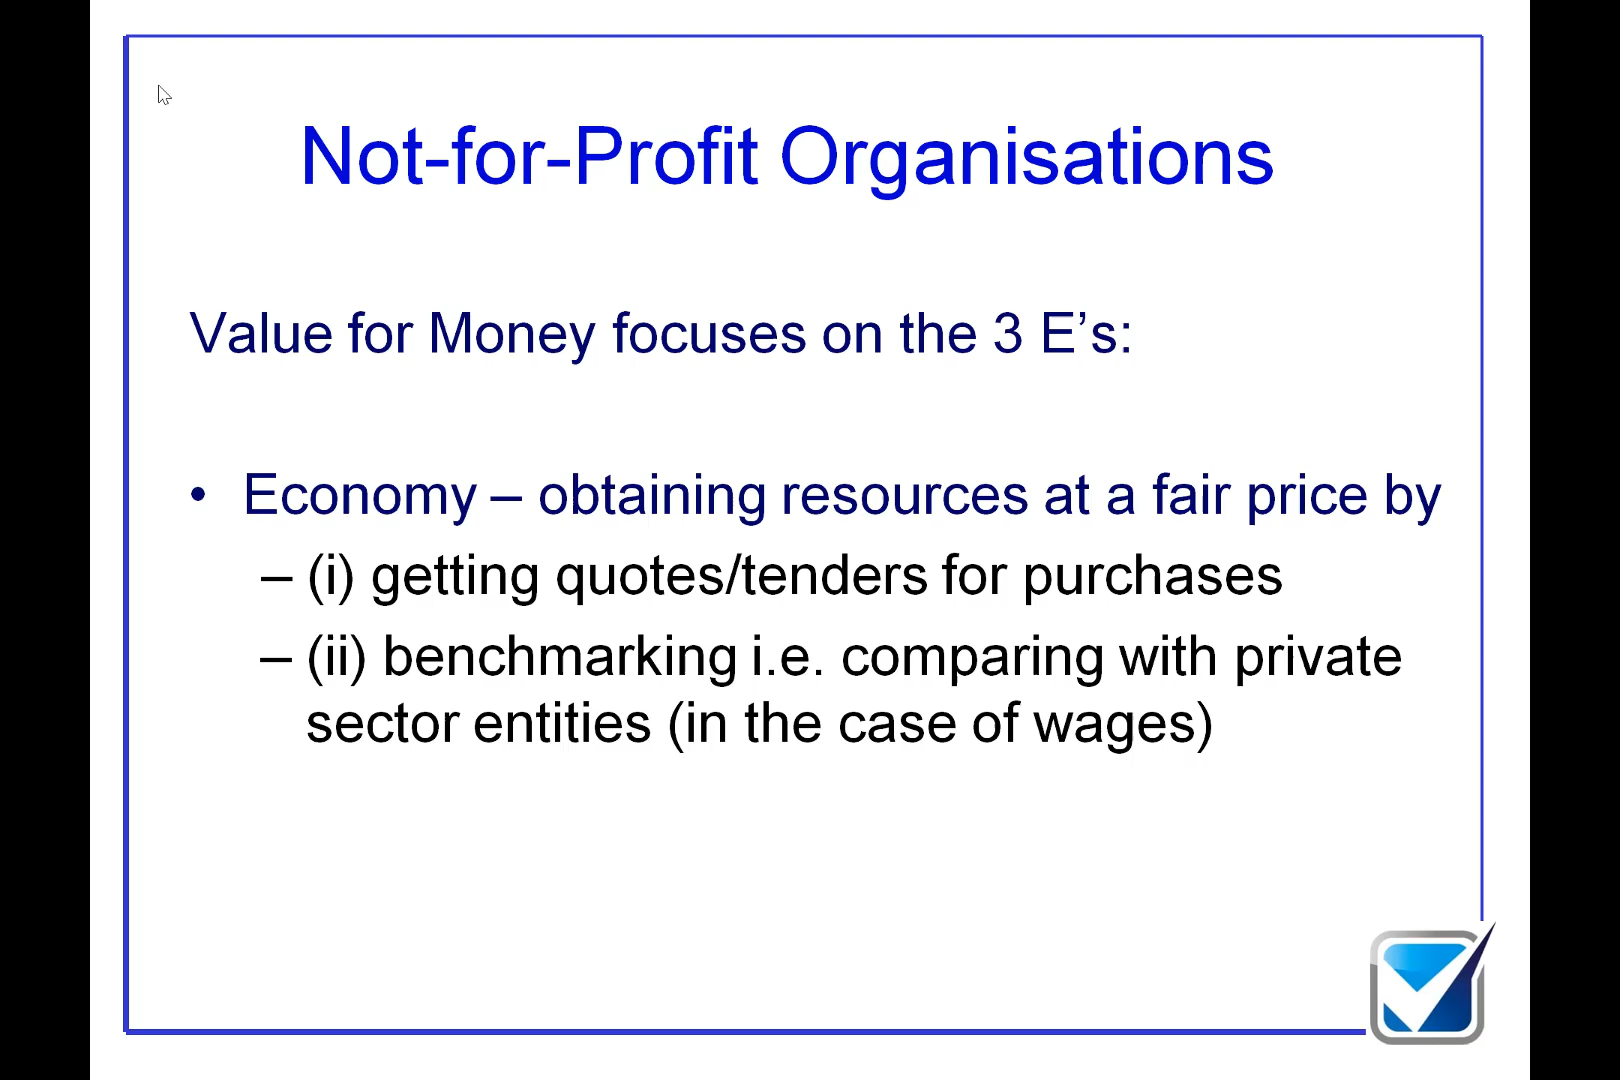 Not-for-Profit Organisations
Value for Money focuses on the 3 E’s:
• Economy – obtaining resources at a fair price by
– (i) getting quotes/tenders for purchases
– (ii) benchmarking i.e. comparing with private
sector entities (in the case of wages)